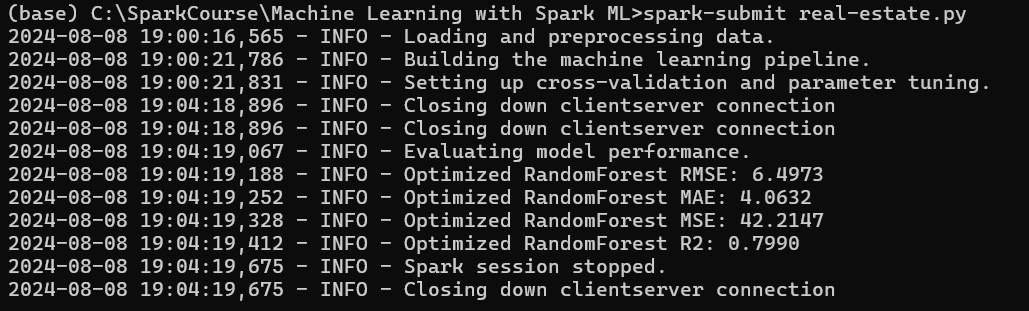 (base) C:\SparkCourse\Machine Learning with Spark ML>spark-submit real-estate.py
2024-08-08 19:00:16,565 - INFO - Loading and preprocessing data.
2024-08-08 19:00:21,786 - INFO - Building the machine learning pipeline.
2024-08-08 19:00:21,831 - INFO - Setting up cross-validation and parameter tuning.
2024-08-08 19:04:18,896 - INFO - Closing down clientserver connection
2024-08-08 19:04:18,896 - INFO - Closing down clientserver connection
2024-08-08 19:04:19,067 - INFO - Evaluating model performance.
2024-08-08 19:04:19,188 - INFO - Optimized RandomForest RMSE: 6.4973
2024-08-08 19:04:19,252 - INFO - Optimized RandomForest MAE: 4.0632
2024-08-08 19:04:19,328 - INFO - Optimized RandomForest MSE: 42.2147
2024-08-08 19:04:19,412 - INFO - Optimized RandomForest R2: 0.7990
2024-08-08 19:04:19,675 - INFO - Spark session stopped.
2024-08-08 19:04:19,675 - INFO - Closing down clientserver connection